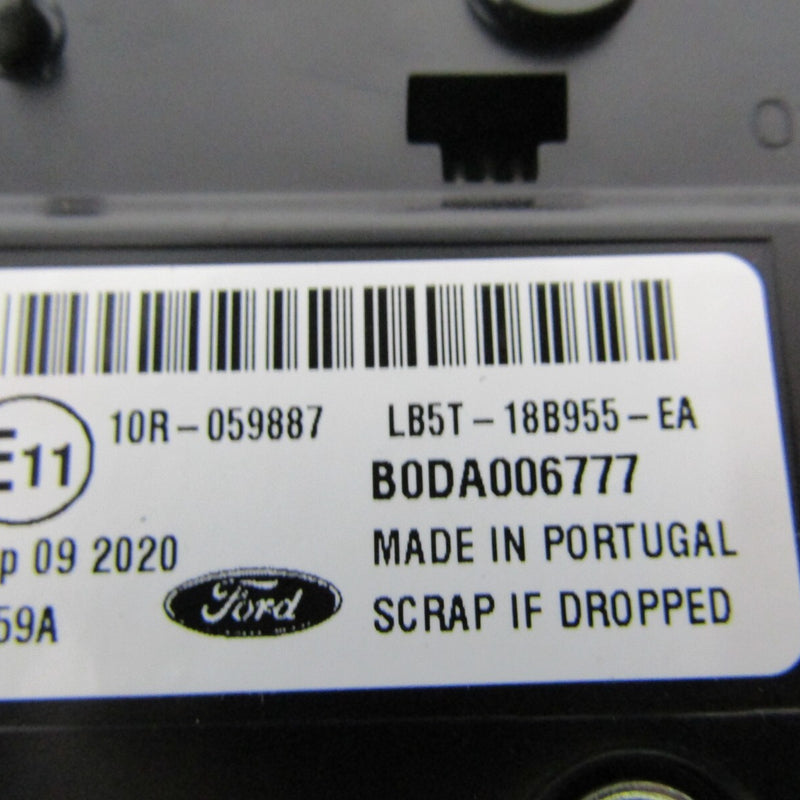 10R-059887 LB5T-18B955-EA
E11
B0DA006777
p 09 2020
MADE IN PORTUGAL
59A
Ford
SCRAP IF DROPPED